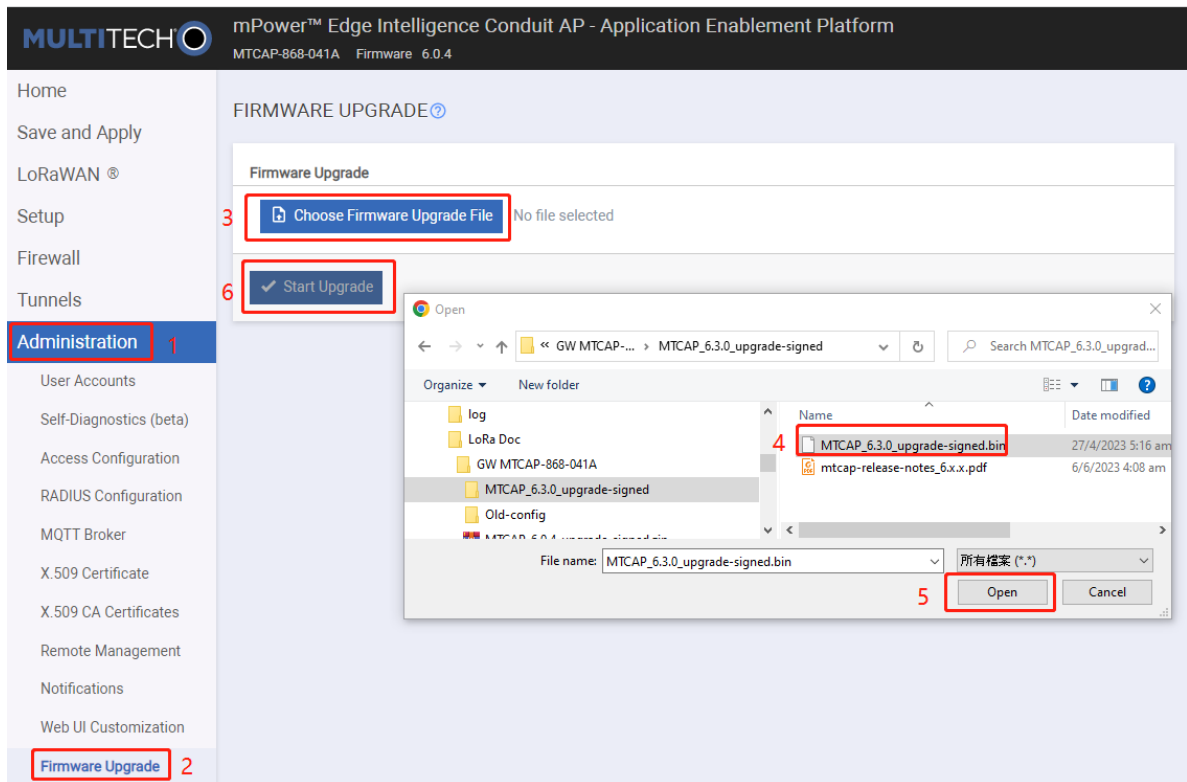 MULTITECH
mPower™ Edge Intelligence Conduit AP - Application Enablement Platform
MTCAP-868-041A Firmware 6.0.4
Home
Save and Apply
LoRaWAN ®
Setup
Firewall
Tunnels
Administration 1
User Accounts
Self-Diagnostics (beta)
Access Configuration
RADIUS Configuration
MQTT Broker
X.509 Certificate
X.509 CA Certificates
Remote Management
Notifications
Web UI Customization
Firmware Upgrade 2
FIRMWARE UPGRADE?
Firmware Upgrade
3 Choose Firmware Upgrade File No file selected
6 Start Upgrade
Open
« GW MTCAP-... › MTCAP_6.3.0_upgrade-signed
Search MTCAP_6.3.0_upgrad...
Organize New folder
log
LoRa Doc
GW MTCAP-868-041A
MTCAP_6.3.0_upgrade-signed
Old-config
MTCAP_6.0.4_upgrade-signed.zip
Name Date modified
4 MTCAP_6.3.0_upgrade-signed.bin 27/4/2023 5:16 am
mtcap-release-notes_6.x.x.pdf 6/6/2023 4:08 am
File name: MTCAP_6.3.0_upgrade-signed.bin 所有檔案 (*.*)
5 Open Cancel